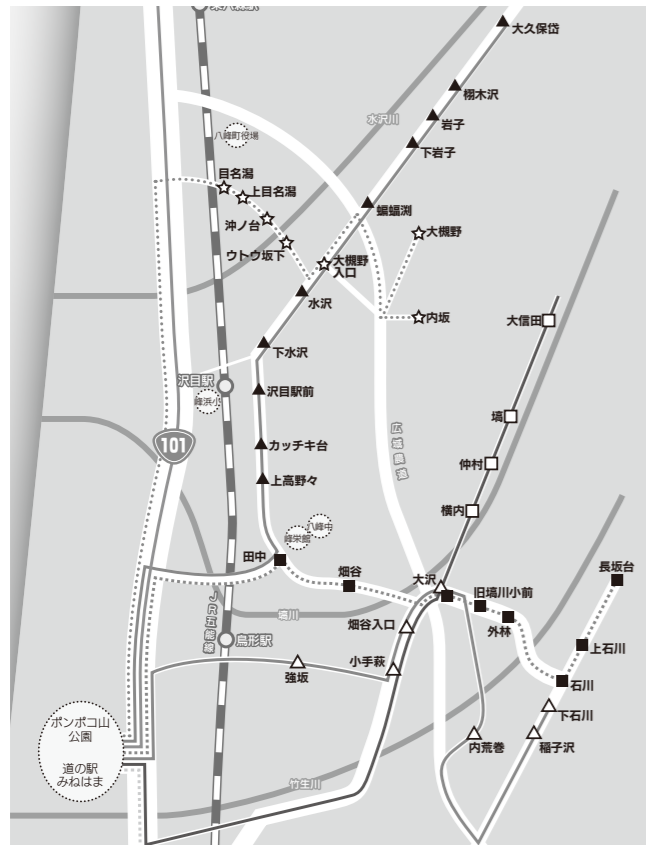 大久保岱
栩木沢
水沢川
岩子
八峰町役場
下岩子
目名潟
上目名潟
蝙蝠渕
沖ノ台
大槻野
ウトウ坂下
大槻野
入口
水沢
内坂
大信田
下水沢
沢目駅
沢目駅前
峰浜小
塙
広域農道
101
カッチキ台
仲村
上高野々
横内
八峰中
峰栄館
田中
畑谷
大沢
長坂台
旧塙川小前
JR五能線
塙川
畑谷入口
外林
鳥形駅
上石川
小手萩
強坂
石川
下石川
ポンポコ山
公園
内荒巻
稲子沢
道の駅
みねはま
竹生川